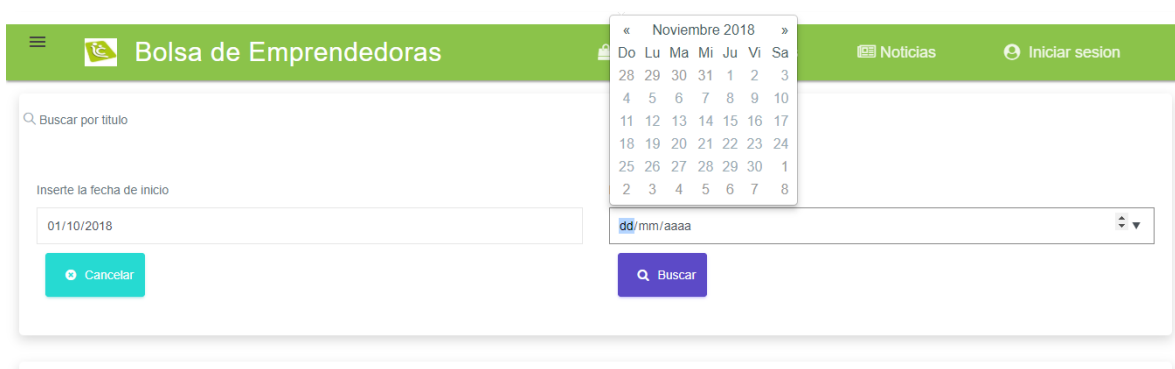 Bolsa de Emprendedoras
Noticias
Iniciar sesion
« Noviembre 2018 »
Do Lu Ma Mi Ju Vi Sa
28 29 30 31 1 2 3
4 5 6 7 8 9 10
11 12 13 14 15 16 17
18 19 20 21 22 23 24
25 26 27 28 29 30 1
2 3 4 5 6 7 8
Buscar por titulo
Inserte la fecha de inicio
01/10/2018
dd/mm/aaaa
Cancelar
Buscar